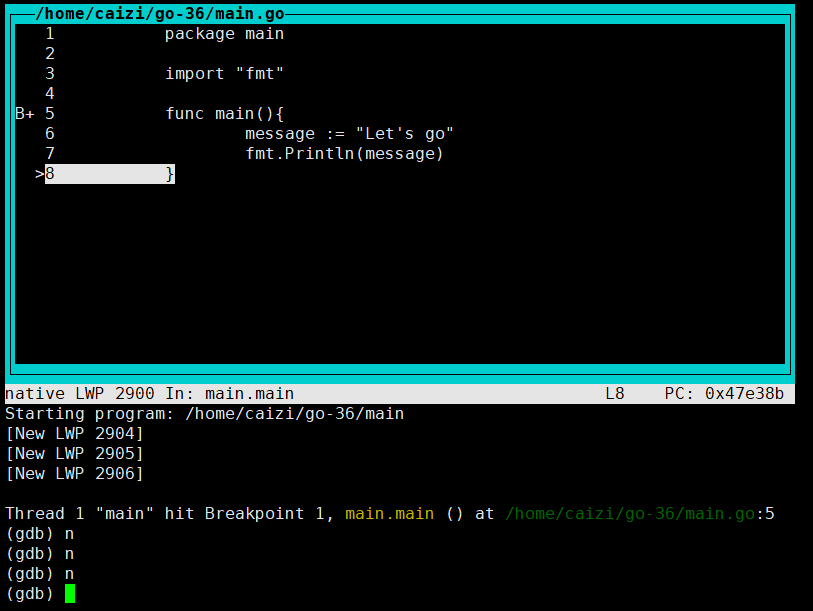 /home/caizi/go-36/main.go
1 package main
2
3 import "fmt"
4
B+ 5 func main(){
6 message := "Let's go"
7 fmt.Println(message)
>8 }
native LWP 2900 In: main.main L8 PC: 0x47e38b
Starting program: /home/caizi/go-36/main
[New LWP 2904]
[New LWP 2905]
[New LWP 2906]
Thread 1 "main" hit Breakpoint 1, main.main () at /home/caizi/go-36/main.go:5
(gdb) n
(gdb) n
(gdb) n
(gdb)